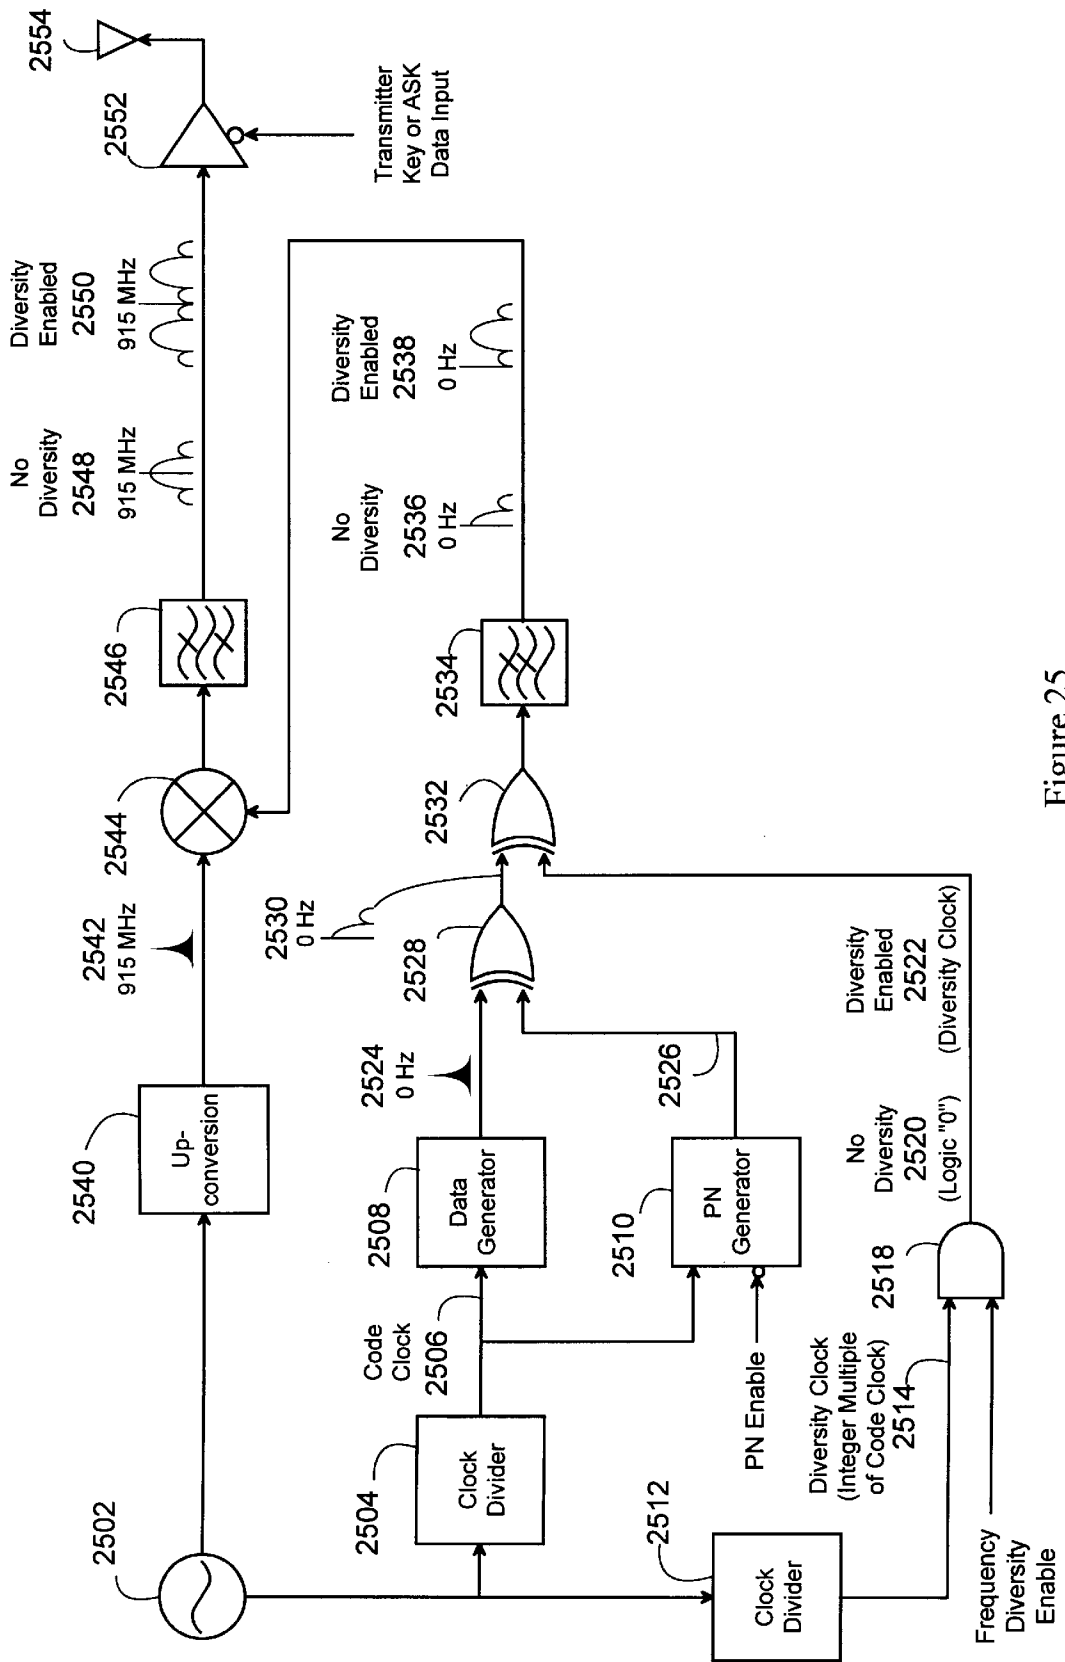 2502
2540
Up-
conversion
2542
915 MHz
2544
2546
No
Diversity
2548
915 MHz
Diversity
Enabled
2550
915 MHz
2552
2554
Transmitter
Key or ASK
Data Input
2504
Clock
Divider
Code
Clock
2506
2508
Data
Generator
2524
0 Hz
2530
0 Hz
2528
2532
2534
No
Diversity
2536
0 Hz
Diversity
Enabled
2538
0 Hz
PN Enable
2510
PN
Generator
2526
2512
Clock
Divider
Diversity Clock
(Integer Multiple
of Code Clock)
2514
Frequency
Diversity
Enable
2518
No
Diversity
2520
(Logic "0")
Diversity
Enabled
2522
(Diversity Clock)
Figure 25